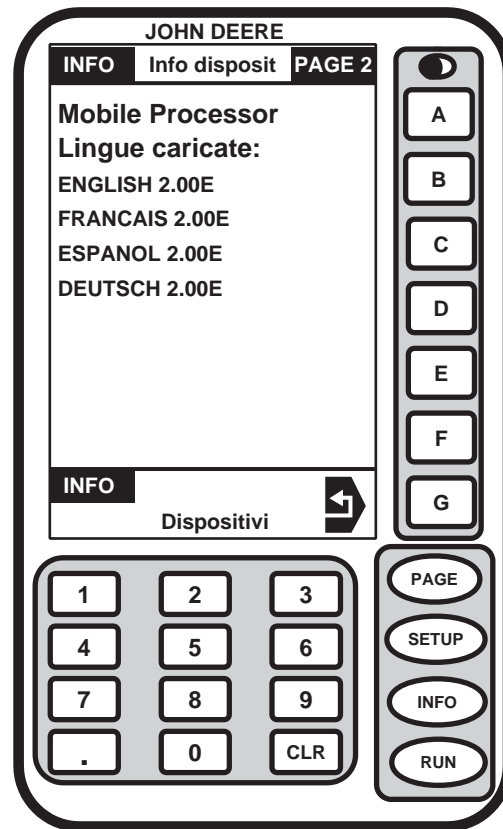 JOHN DEERE
INFO Info disposit PAGE 2
Mobile Processor
Lingue caricate:
ENGLISH 2.00E
FRANCAIS 2.00E
ESPANOL 2.00E
DEUTSCH 2.00E
INFO
Dispositivi
A
B
C
D
E
F
G
1 2 3
4 5 6
7 8 9
. 0 CLR
PAGE
SETUP
INFO
RUN